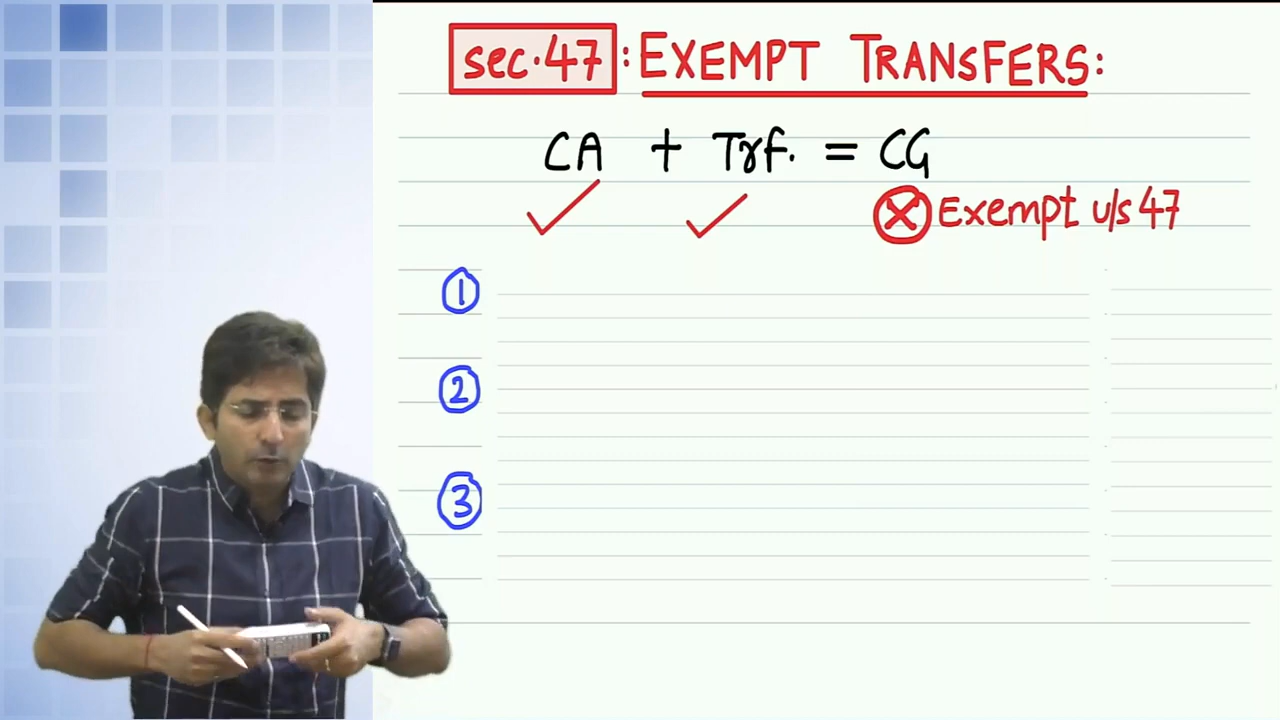 sec.47 : EXEMPT TRANSFERS:
CA + Trf. = CG
Exempt u/s 47
1
2
3